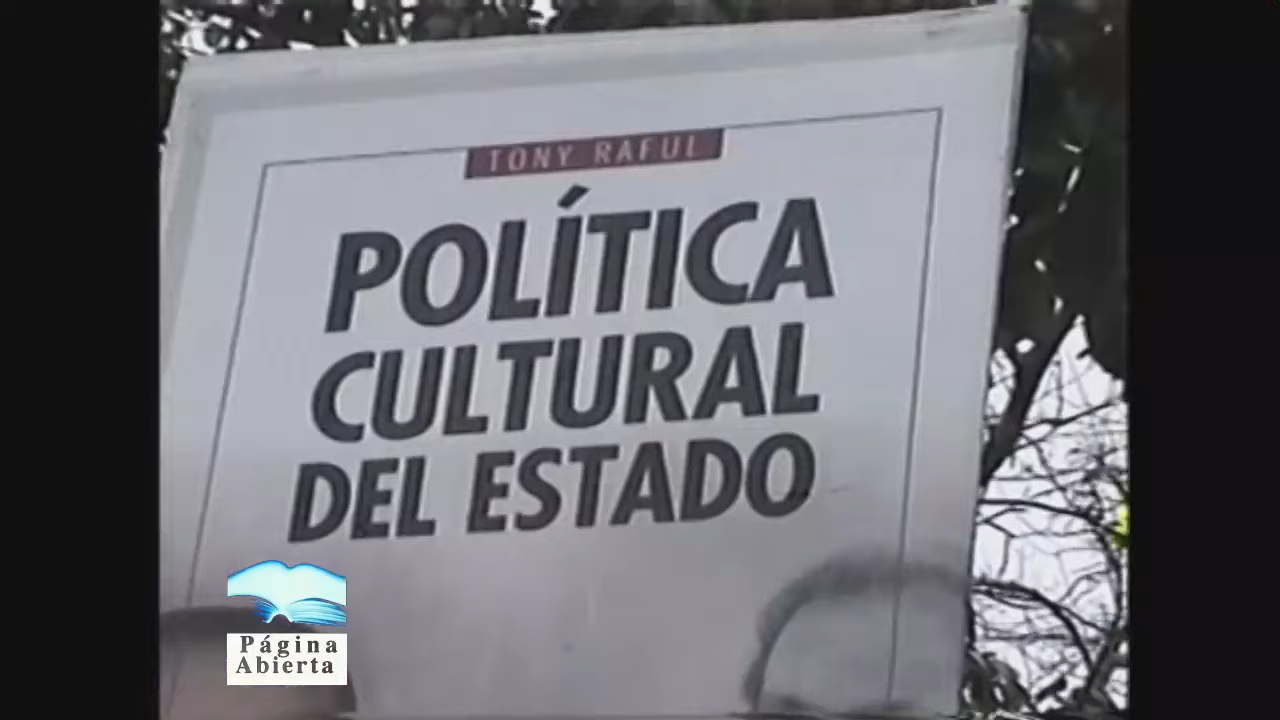 TONY RAFUL
POLÍTICA
CULTURAL
DEL ESTADO
Página
Abierta